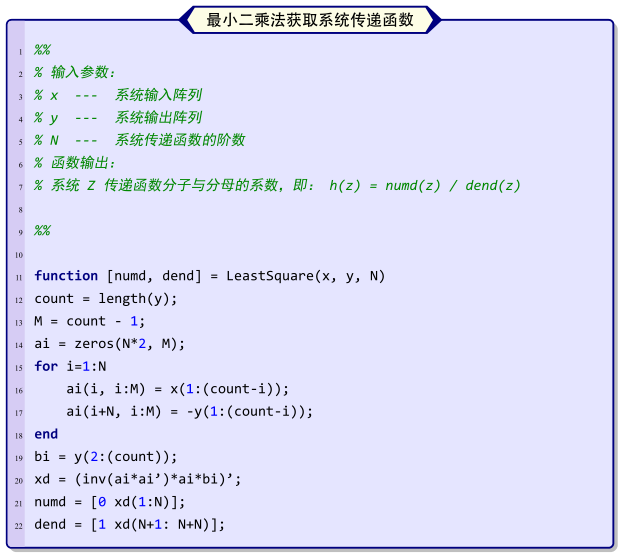 最小二乘法获取系统传递函数
1 %%
2 % 输入参数:
3 % x --- 系统输入阵列
4 % y --- 系统输出阵列
5 % N --- 系统传递函数的阶数
6 % 函数输出:
7 % 系统 Z 传递函数分子与分母的系数, 即: h(z) = numd(z) / dend(z)
8
9 %%
10
11 function [numd, dend] = LeastSquare(x, y, N)
12 count = length(y);
13 M = count - 1;
14 ai = zeros(N*2, M);
15 for i=1:N
16     ai(i, i:M) = x(1:(count-i));
17     ai(i+N, i:M) = -y(1:(count-i));
18 end
19 bi = y(2:(count));
20 xd = (inv(ai*ai’)*ai*bi)’;
21 numd = [0 xd(1:N)];
22 dend = [1 xd(N+1: N+N)];